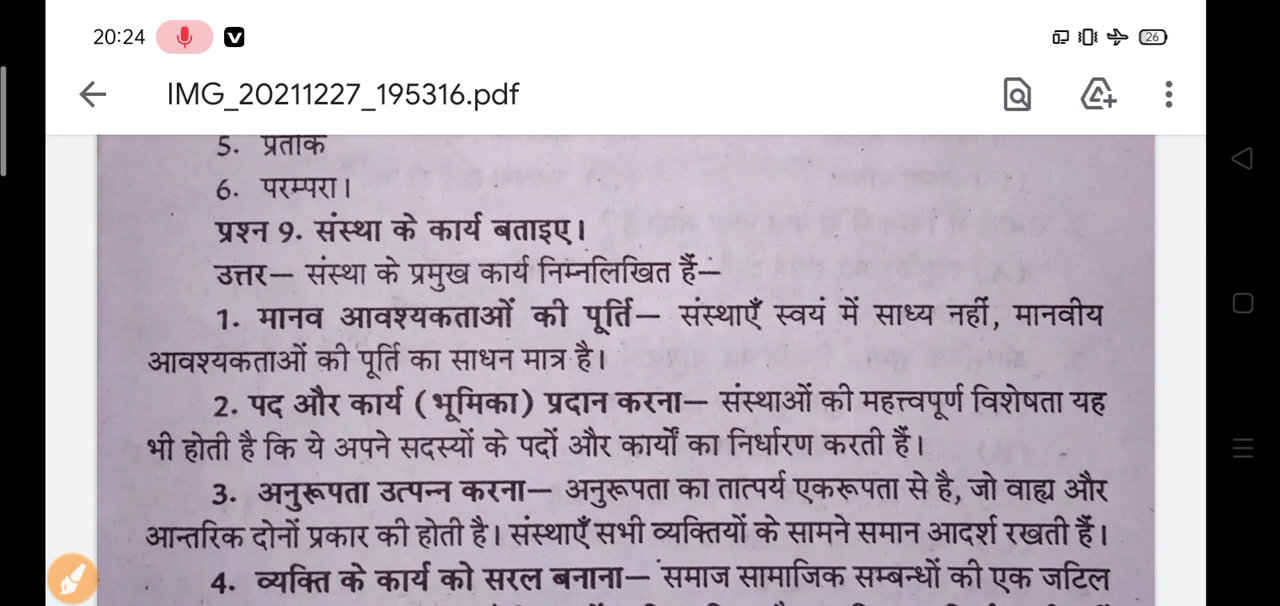 20:24
26
IMG_20211227_195316.pdf
5. प्रतीक
6. परम्परा।
प्रश्न 9. संस्था के कार्य बताइए।
उत्तर— संस्था के प्रमुख कार्य निम्नलिखित हैं—
1. मानव आवश्यकताओं की पूर्ति— संस्थाएँ स्वयं में साध्य नहीं, मानवीय
आवश्यकताओं की पूर्ति का साधन मात्र है।
2. पद और कार्य (भूमिका) प्रदान करना— संस्थाओं की महत्त्वपूर्ण विशेषता यह
भी होती है कि ये अपने सदस्यों के पदों और कार्यों का निर्धारण करती हैं।
3. अनुरूपता उत्पन्न करना— अनुरूपता का तात्पर्य एकरूपता से है, जो वाह्य और
आन्तरिक दोनों प्रकार की होती है। संस्थाएँ सभी व्यक्तियों के सामने समान आदर्श रखती हैं।
4. व्यक्ति के कार्य को सरल बनाना— समाज सामाजिक सम्बन्धों की एक जटिल